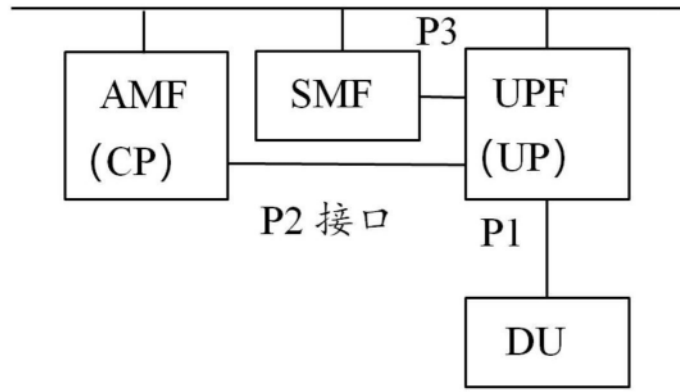 P3
AMF
(CP)
SMF
UPF
(UP)
P2 接口
P1
DU